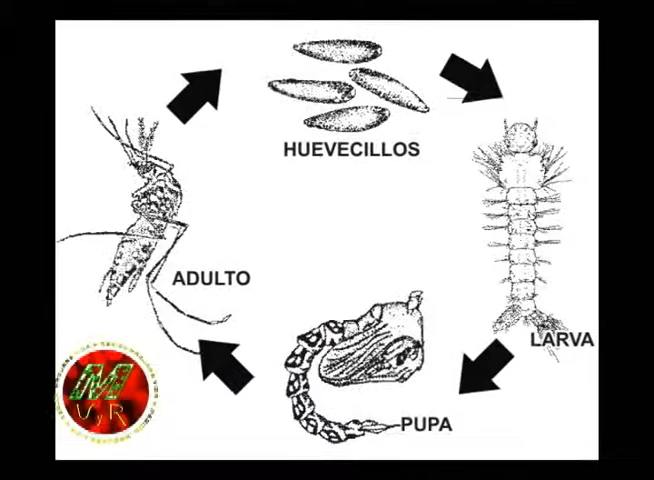 HUEVECILLOS
ADULTO
LARVA
PUPA
M
V y R